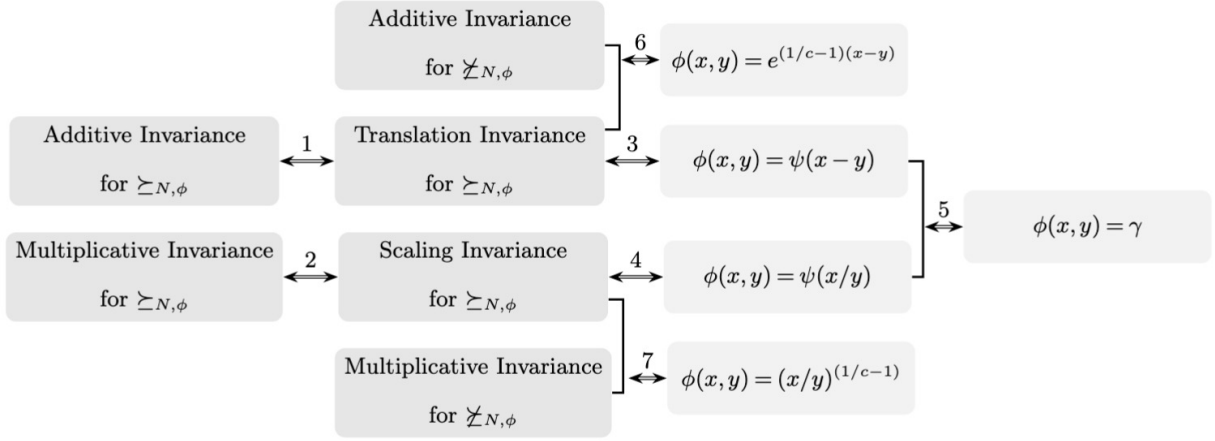 Additive Invariance
for ⋡N,ϕ
6
ϕ(x, y) = e^{(1/c−1)(x−y)}
Additive Invariance
for ⪰N,ϕ
1
Translation Invariance
for ⪰N,ϕ
3
ϕ(x, y) = ψ(x − y)
5
ϕ(x, y) = γ
Multiplicative Invariance
for ⪰N,ϕ
2
Scaling Invariance
for ⪰N,ϕ
4
ϕ(x, y) = ψ(x/y)
Multiplicative Invariance
for ⋡N,ϕ
7
ϕ(x, y) = (x/y)^{(1/c−1)}